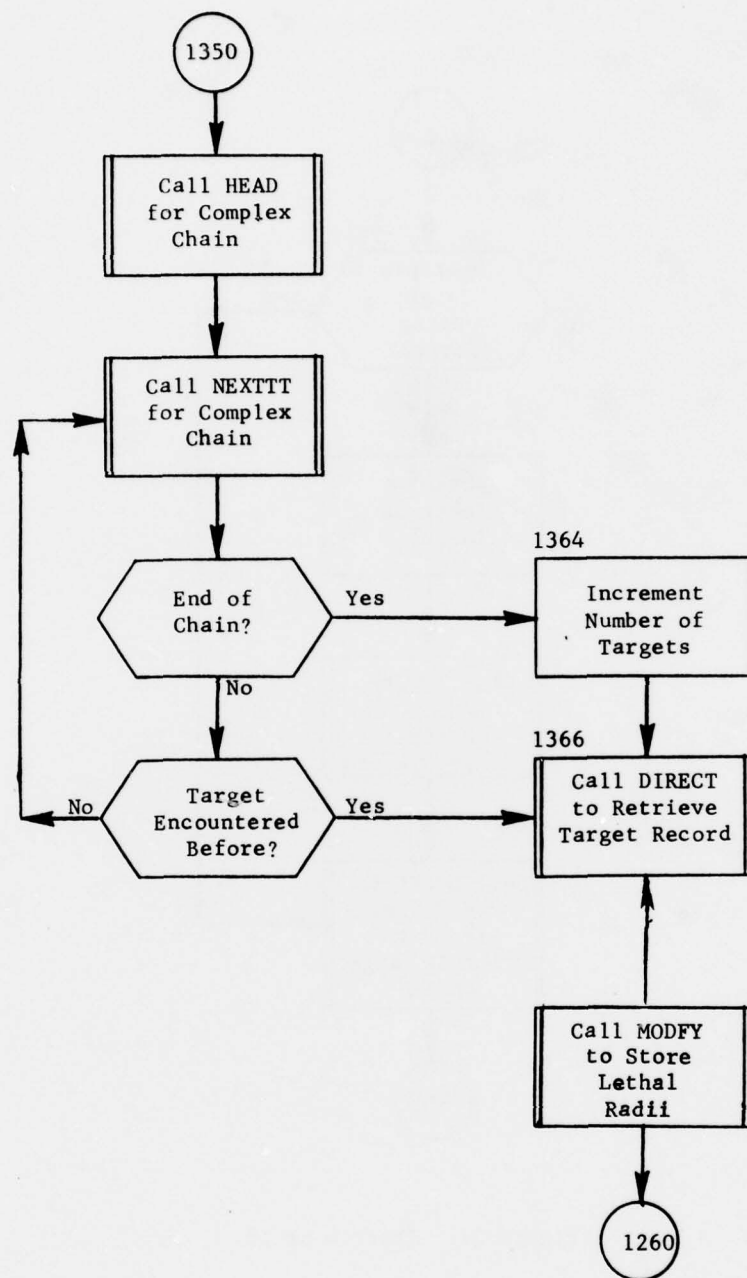 1350
Call HEAD
for Complex
Chain
Call NEXTTT
for Complex
Chain
End of
Chain?
Yes
No
1364
Increment
Number of
Targets
Target
Encountered
Before?
No
Yes
1366
Call DIRECT
to Retrieve
Target Record
Call MODFY
to Store
Lethal
Radii
1260